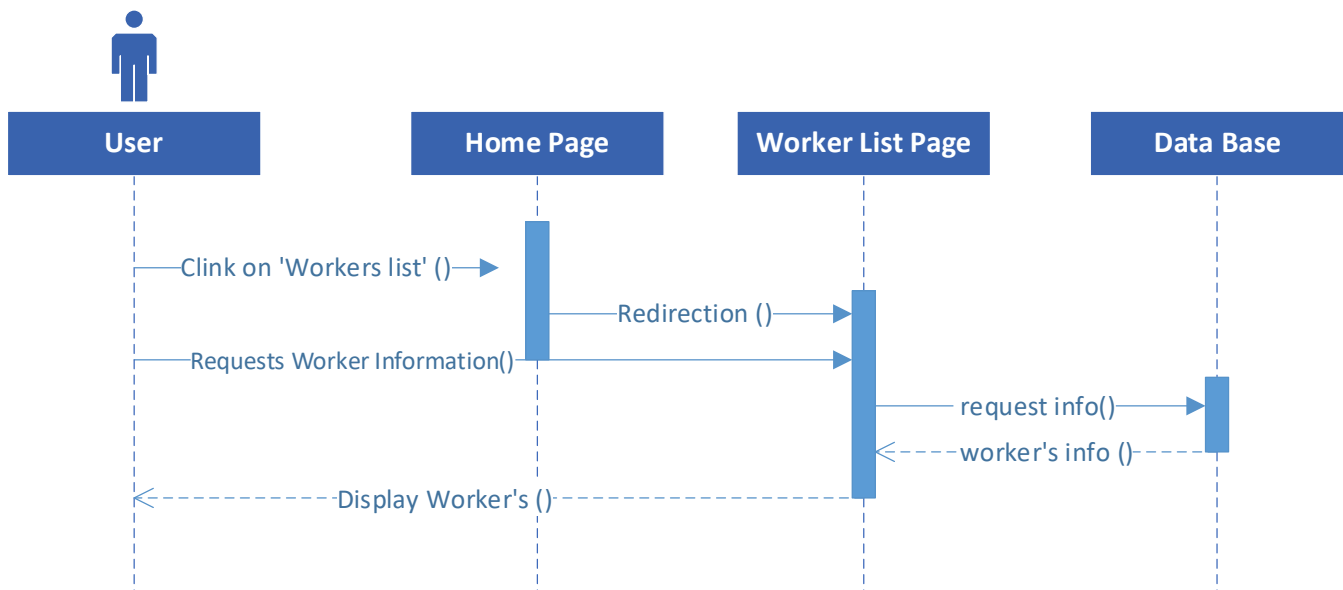 User
Home Page
Worker List Page
Data Base
Clink on 'Workers list' ()
Redirection ()
Requests Worker Information()
request info()
worker's info ()
Display Worker's ()